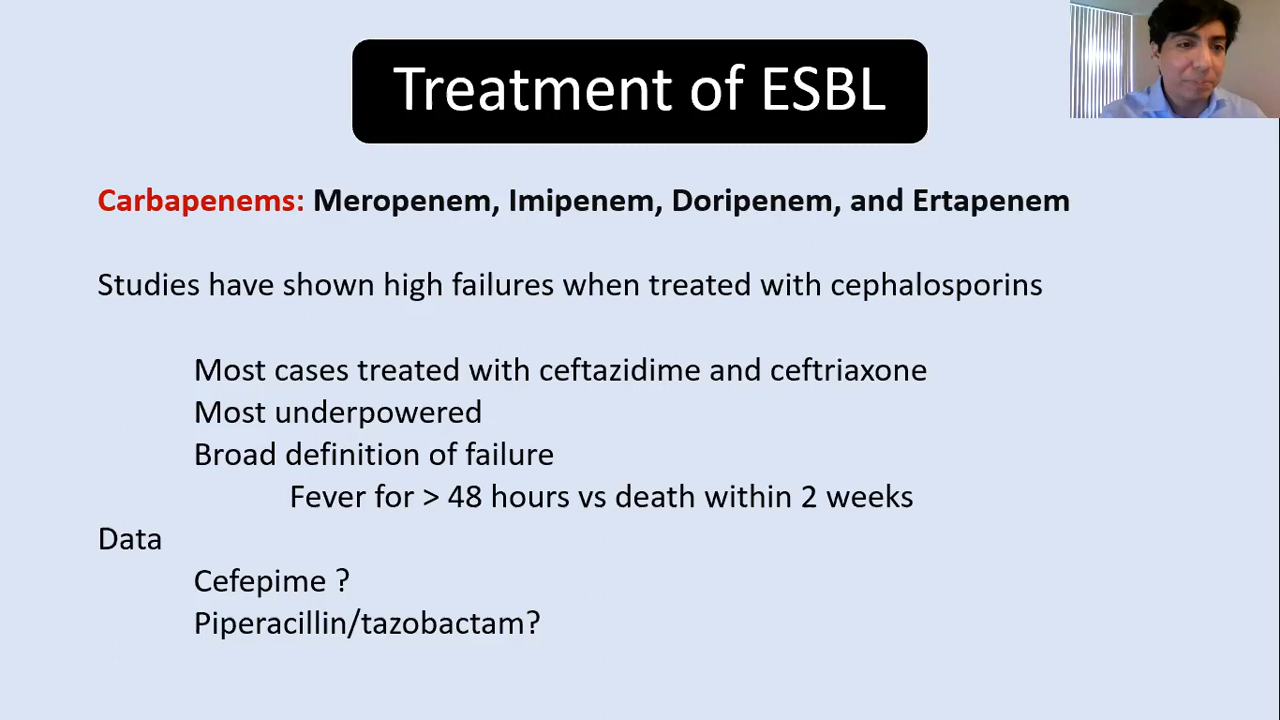 Treatment of ESBL
Carbapenems: Meropenem, Imipenem, Doripenem, and Ertapenem
Studies have shown high failures when treated with cephalosporins
Most cases treated with ceftazidime and ceftriaxone
Most underpowered
Broad definition of failure
Fever for > 48 hours vs death within 2 weeks
Data
Cefepime ?
Piperacillin/tazobactam?